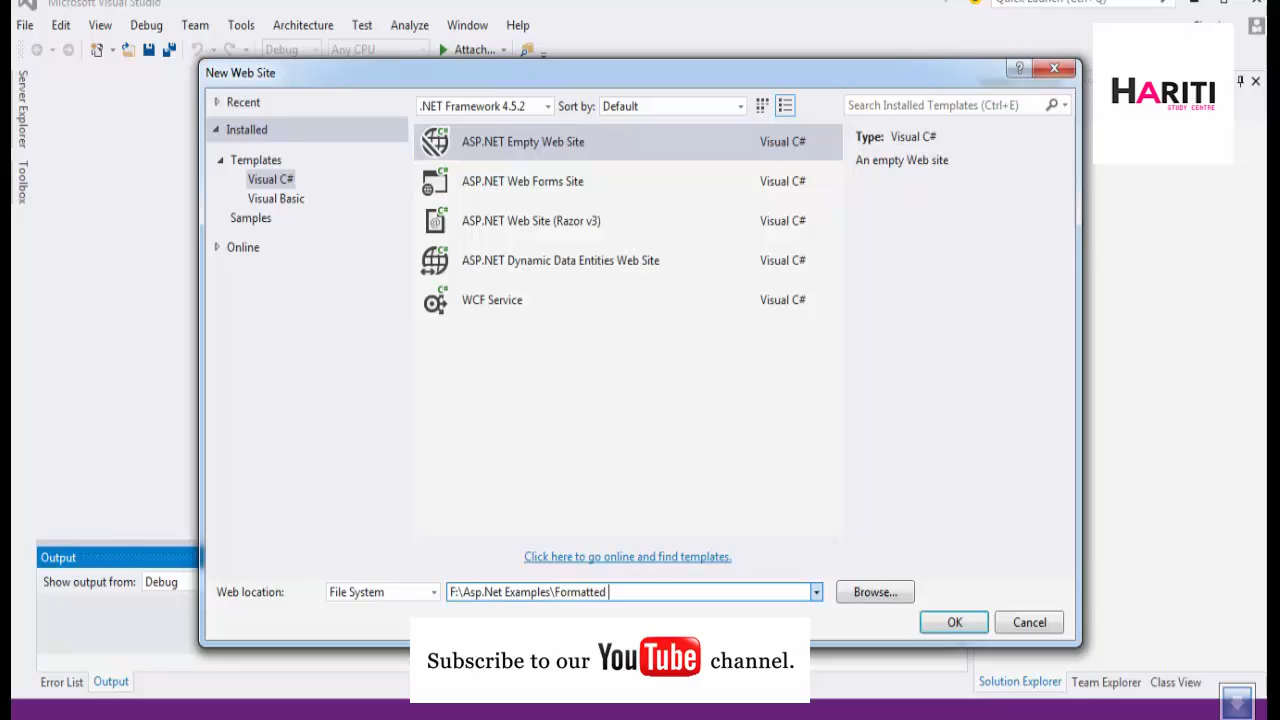 Microsoft Visual Studio
Quick Launch (Ctrl+Q)
File Edit View Debug Team Tools Architecture Test Analyze Window Help
Debug Any CPU Attach...
New Web Site
HARITI
STUDY CENTRE
Server Explorer
Toolbox
Recent
.NET Framework 4.5.2 Sort by: Default
Search Installed Templates (Ctrl+E)
Installed
Templates
Visual C#
Visual Basic
Samples
Online
ASP.NET Empty Web Site Visual C#
ASP.NET Web Forms Site Visual C#
ASP.NET Web Site (Razor v3) Visual C#
ASP.NET Dynamic Data Entities Web Site Visual C#
WCF Service Visual C#
Type: Visual C#
An empty Web site
Click here to go online and find templates.
Output
Show output from: Debug
Web location: File System F:\Asp.Net Examples\Formatted Browse...
OK Cancel
Subscribe to our YouTube channel.
Error List Output
Solution Explorer Team Explorer Class View